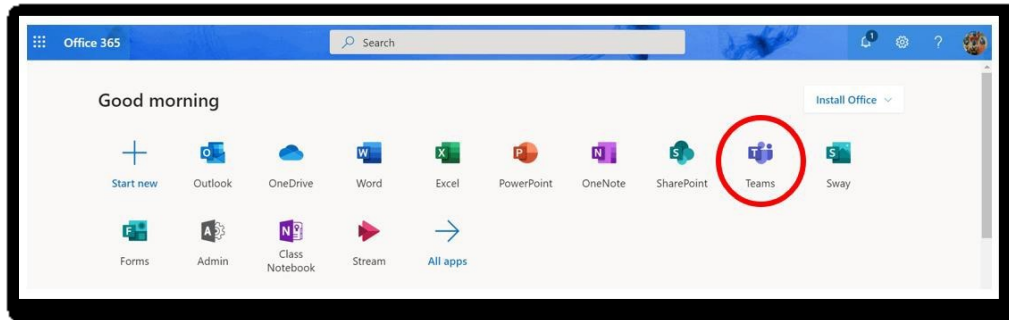 Office 365
Search
1
?
Good morning
Install Office
Start new
Outlook
OneDrive
Word
Excel
PowerPoint
OneNote
SharePoint
Teams
Sway
Forms
Admin
Class
Notebook
Stream
All apps